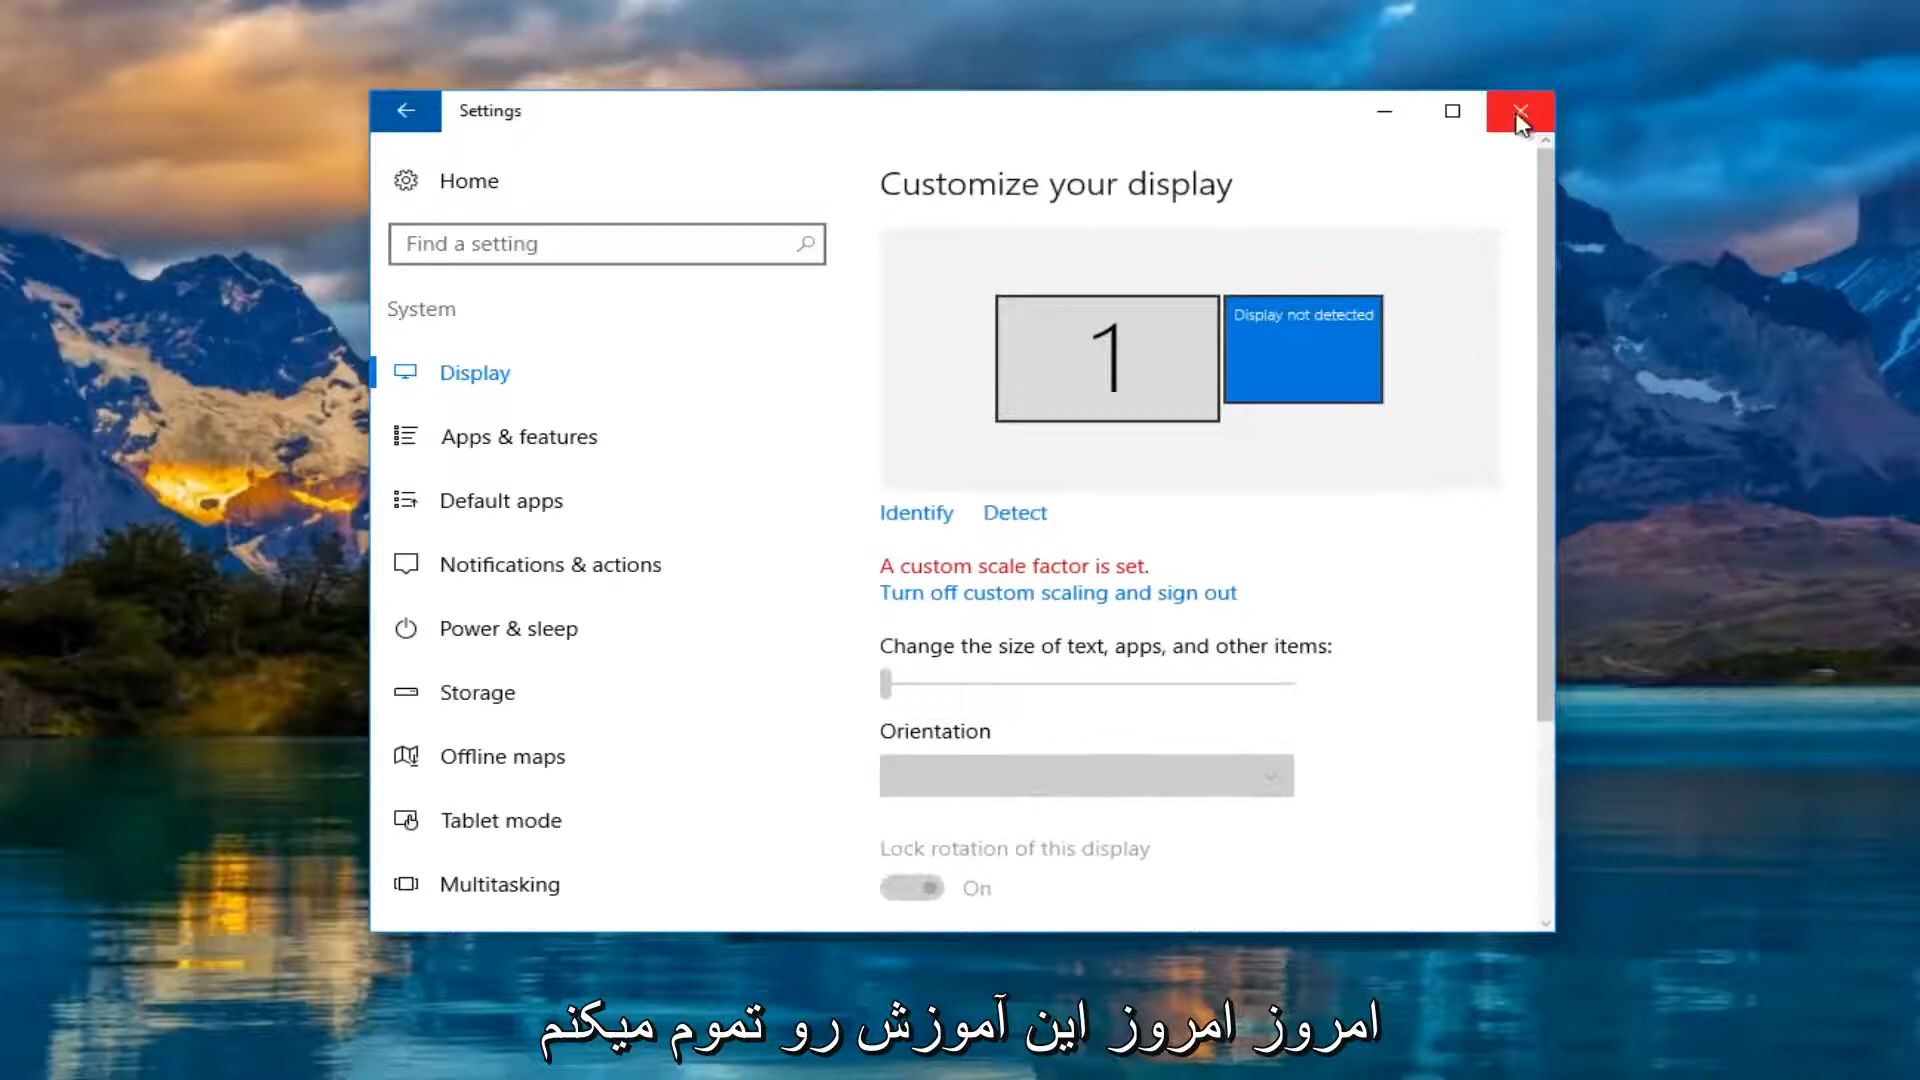 Settings
Home
Find a setting
System
Display
Apps & features
Default apps
Notifications & actions
Power & sleep
Storage
Offline maps
Tablet mode
Multitasking
Customize your display
1
Display not detected
Identify Detect
A custom scale factor is set.
Turn off custom scaling and sign out
Change the size of text, apps, and other items:
Orientation
Lock rotation of this display
On
امروز امروز این آموزش رو تموم میکنم